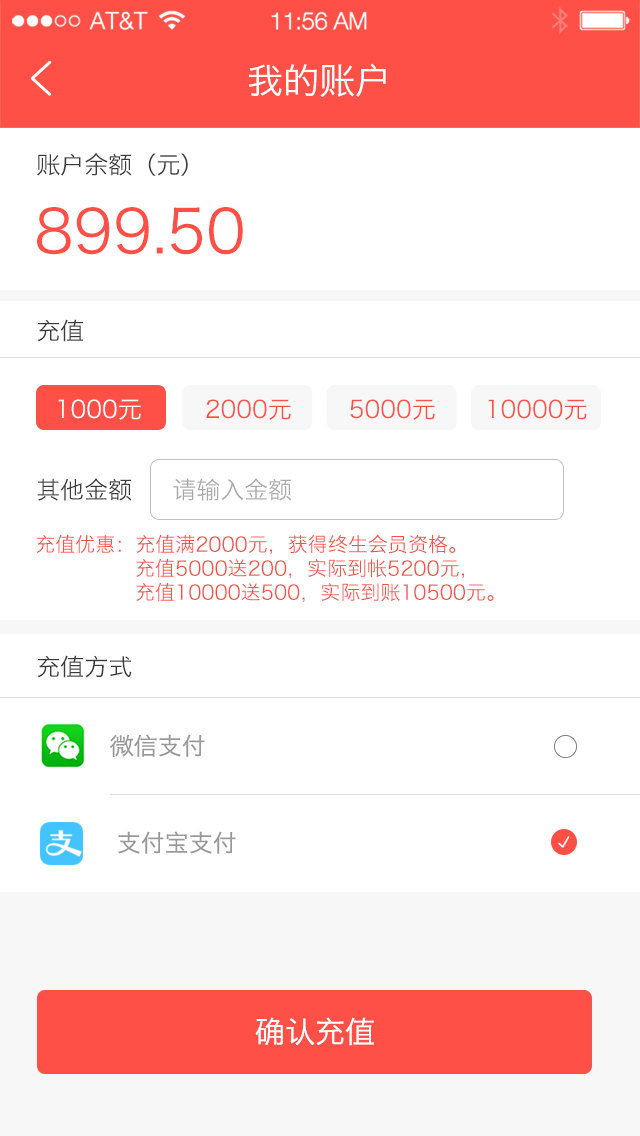 AT&T 11:56 AM
我的账户
账户余额（元）
899.50
充值
1000元 2000元 5000元 10000元
其他金额 请输入金额
充值优惠：充值满2000元，获得终生会员资格。
充值5000送200，实际到帐5200元，
充值10000送500，实际到账10500元。
充值方式
微信支付
支 支付宝支付
确认充值